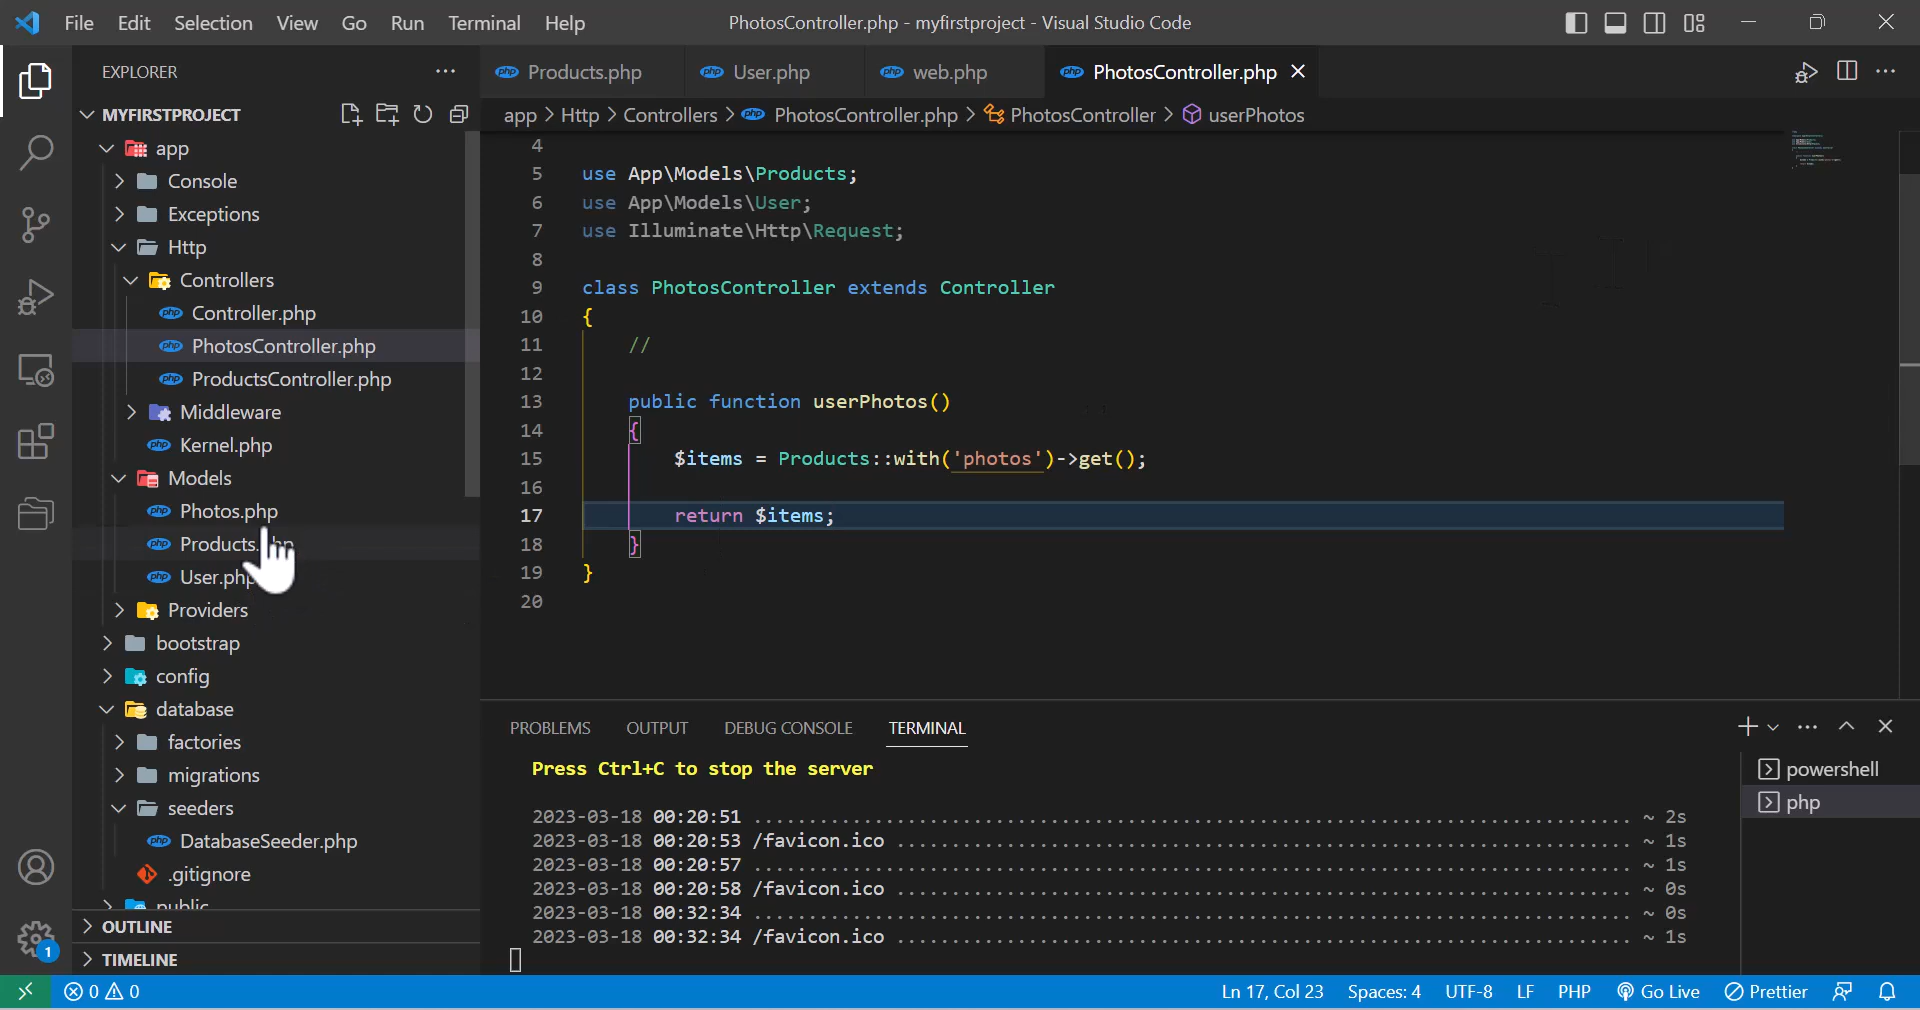 File Edit Selection View Go Run Terminal Help
PhotosController.php - myfirstproject - Visual Studio Code
EXPLORER
MYFIRSTPROJECT
app
Console
Exceptions
Http
Controllers
Controller.php
PhotosController.php
ProductsController.php
Middleware
Kernel.php
Models
Photos.php
Products.php
User.php
Providers
bootstrap
config
database
factories
migrations
seeders
DatabaseSeeder.php
.gitignore
public
OUTLINE
TIMELINE
Products.php User.php web.php PhotosController.php
app > Http > Controllers > PhotosController.php > PhotosController > userPhotos
4
5 use App\Models\Products;
6 use App\Models\User;
7 use Illuminate\Http\Request;
8
9 class PhotosController extends Controller
10 {
11 //
12
13 public function userPhotos()
14 {
15 $items = Products::with('photos')->get();
16
17 return $items;
18 }
19 }
20
PROBLEMS OUTPUT DEBUG CONSOLE TERMINAL
Press Ctrl+C to stop the server
2023-03-18 00:20:51 ................................................................................ ~ 2s
2023-03-18 00:20:53 /favicon.ico ................................................................... ~ 1s
2023-03-18 00:20:57 ................................................................................ ~ 1s
2023-03-18 00:20:58 /favicon.ico ................................................................... ~ 0s
2023-03-18 00:32:34 ................................................................................ ~ 0s
2023-03-18 00:32:34 /favicon.ico ................................................................... ~ 1s
powershell
php
1
0 0 Ln 17, Col 23 Spaces: 4 UTF-8 LF PHP Go Live Prettier